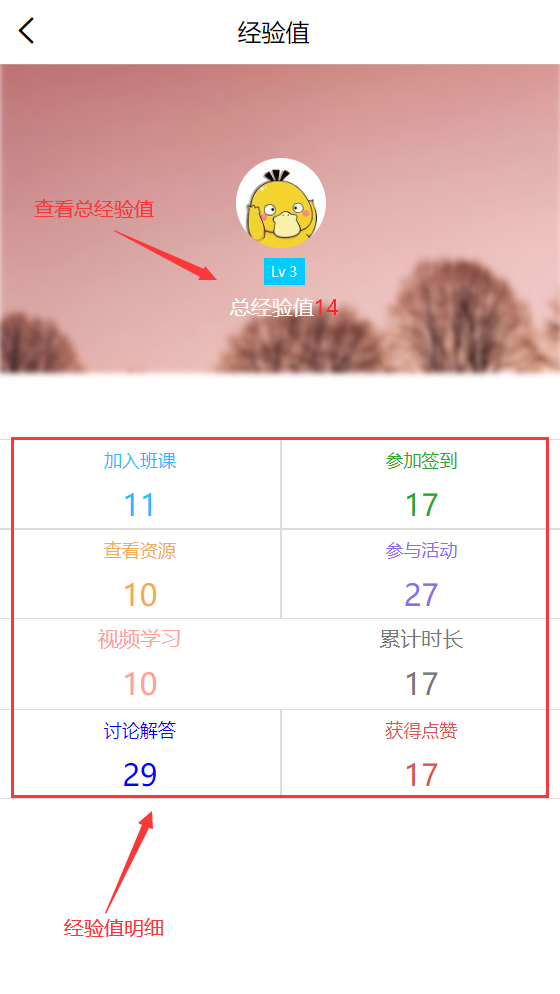 经验值
查看总经验值
Lv 3
总经验值14
加入班课
参加签到
11
17
查看资源
参与活动
10
27
视频学习
累计时长
10
17
讨论解答
获得点赞
29
17
经验值明细